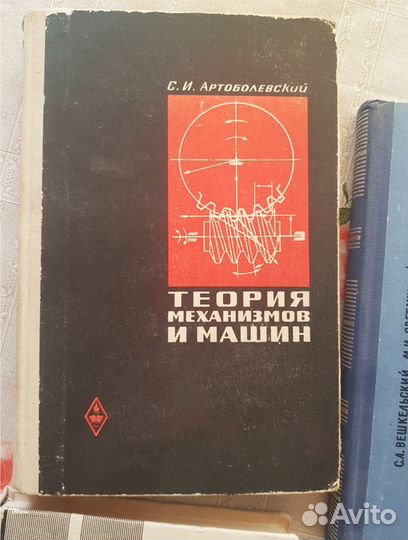 С. И. Артоболевский
ТЕОРИЯ
МЕХАНИЗМОВ
И МАШИН
С.А. ВЕШКЕЛЬСКИЙ
Avito